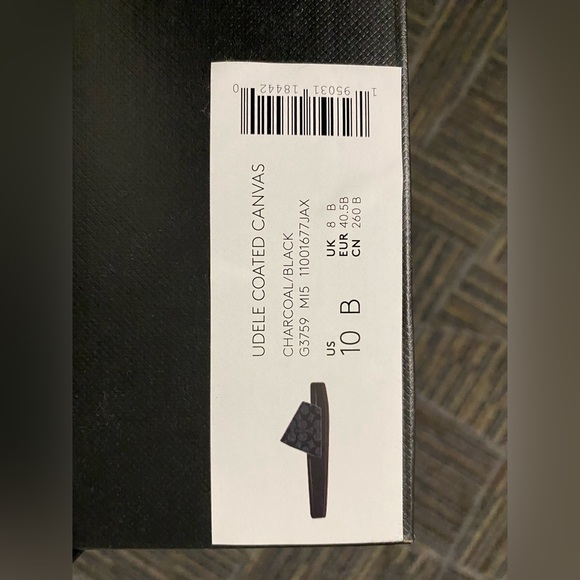 1 95031 18442 0
UDELE COATED CANVAS
CHARCOAL/BLACK
G3759 MI5 11001677JAX
US
10 B
UK 8 B
EUR 40.5B
CN 260 B